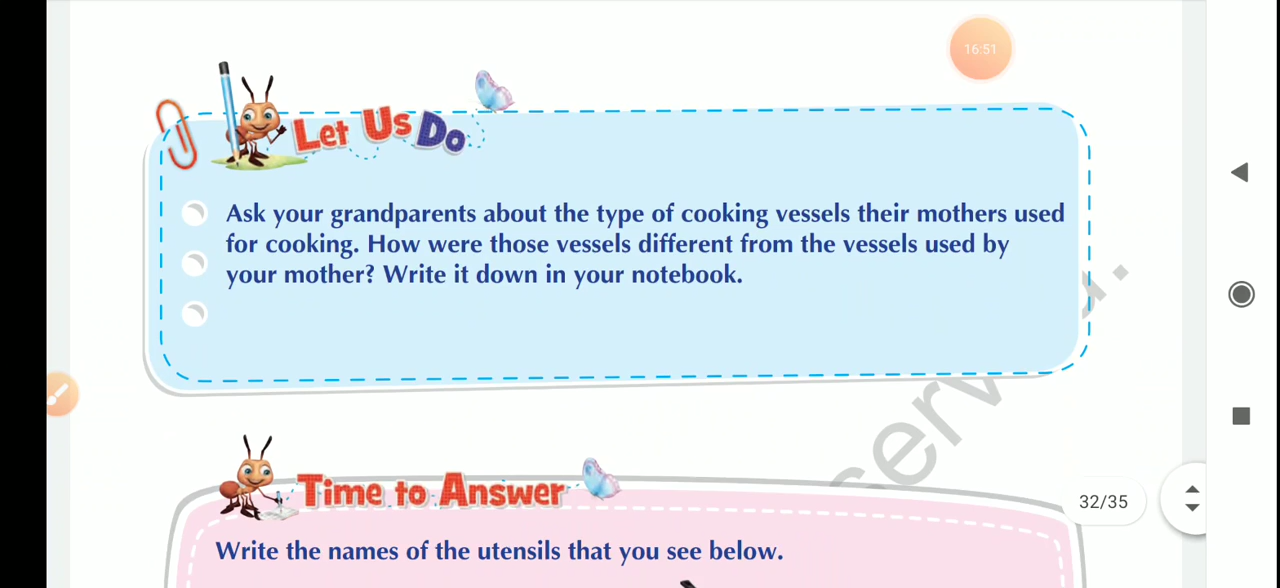 16:51
Let Us Do
Ask your grandparents about the type of cooking vessels their mothers used
for cooking. How were those vessels different from the vessels used by
your mother? Write it down in your notebook.
32/35
Time to Answer
Write the names of the utensils that you see below.